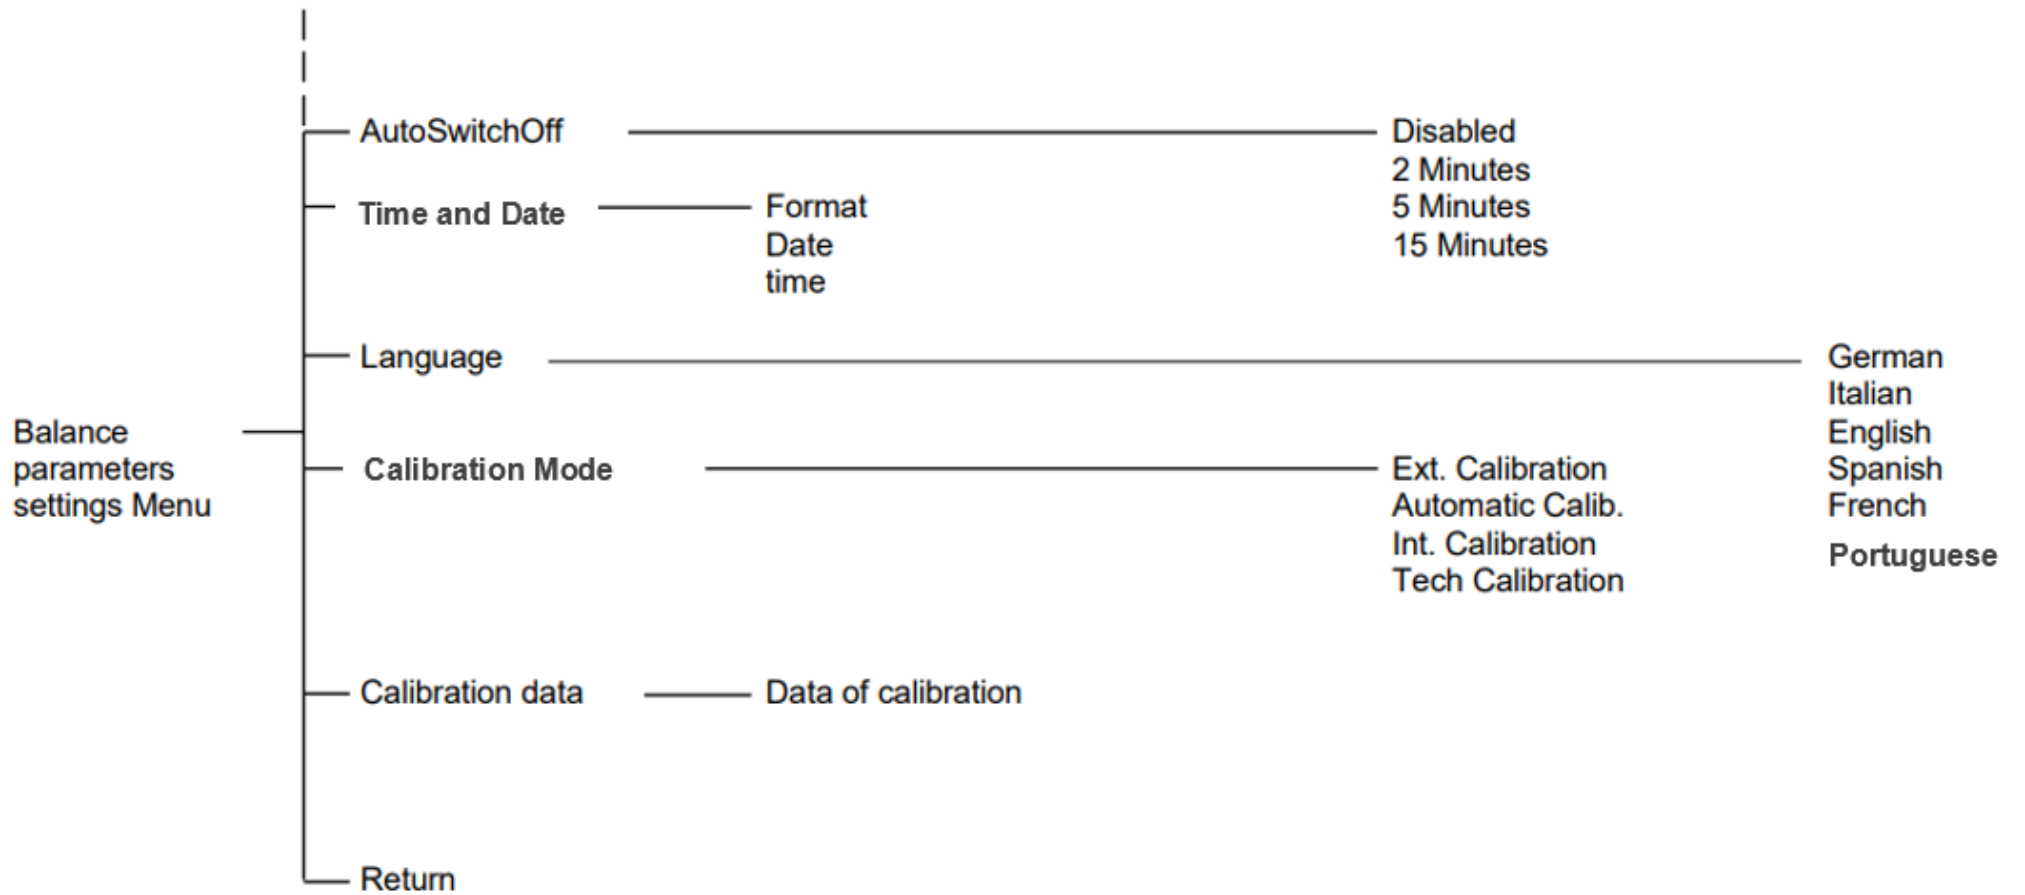 AutoSwitchOff
Disabled
2 Minutes
5 Minutes
15 Minutes
Time and Date
Format
Date
time
Language
German
Italian
English
Spanish
French
Portuguese
Balance
parameters
settings Menu
Calibration Mode
Ext. Calibration
Automatic Calib.
Int. Calibration
Tech Calibration
Calibration data
Data of calibration
Return